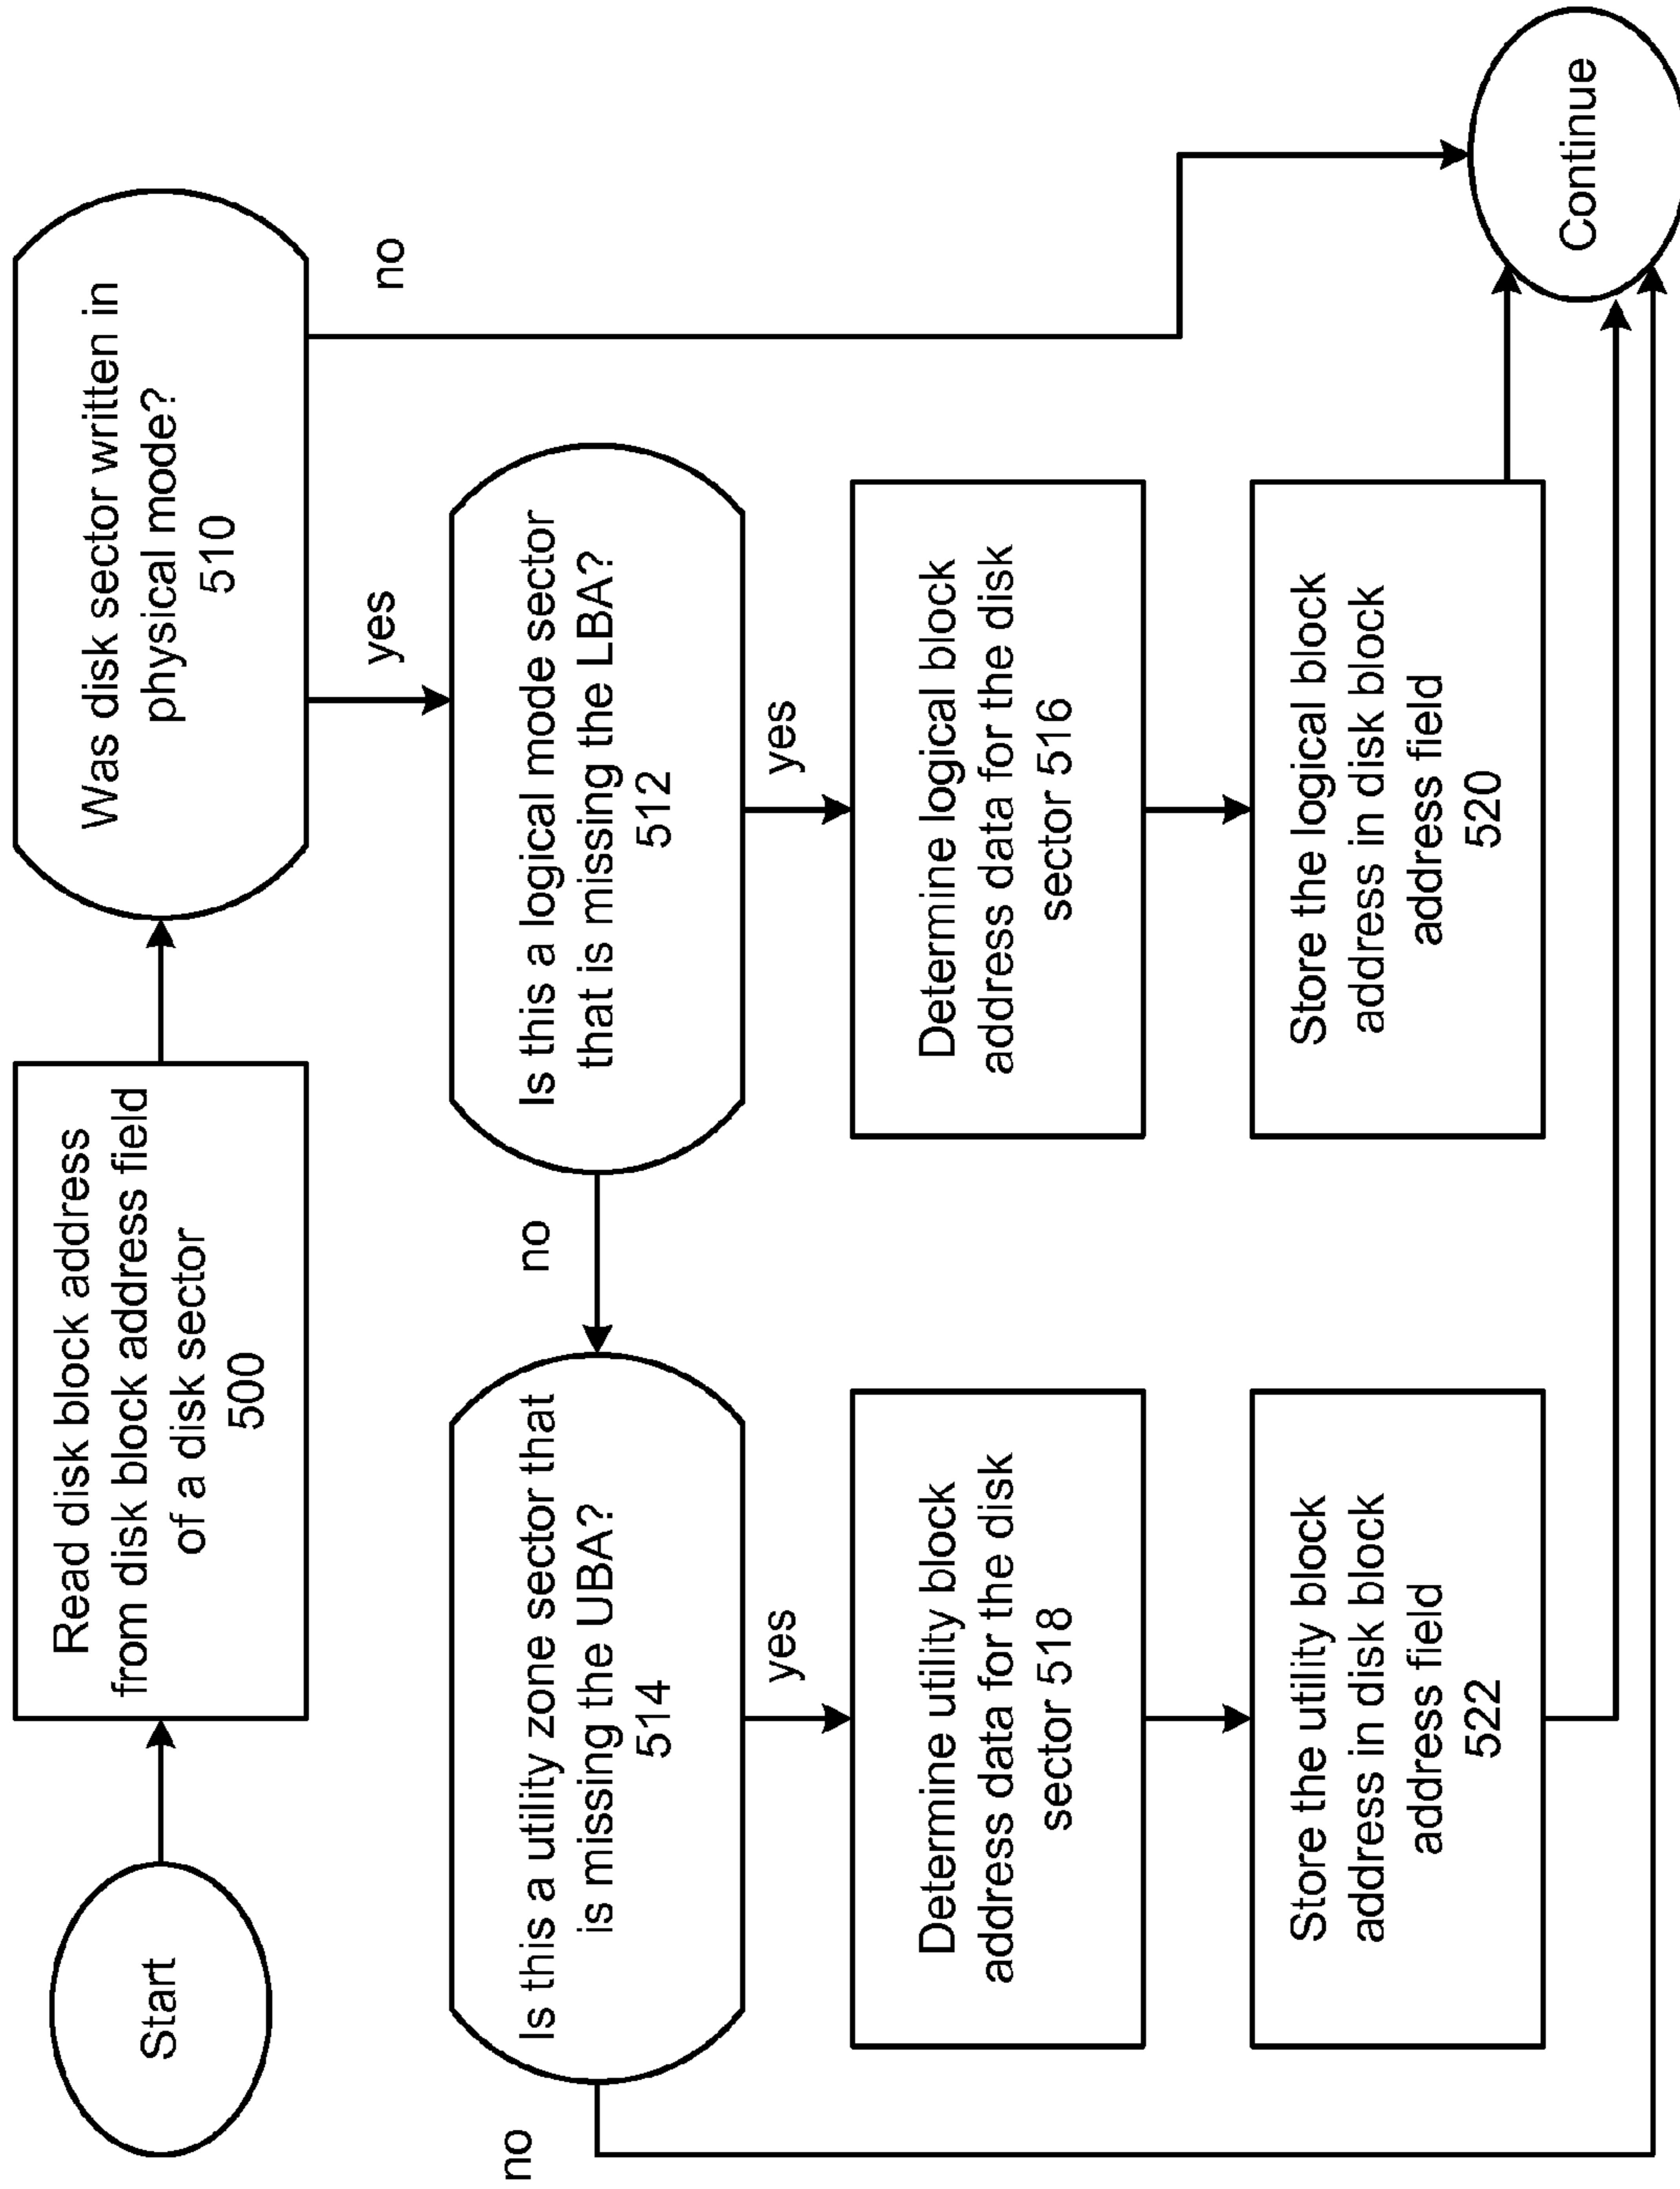 Start
Read disk block address
from disk block address field
of a disk sector
500
Was disk sector written in
physical mode?
510
no
yes
Is this a logical mode sector
that is missing the LBA?
512
no
yes
Is this a utility zone sector that
is missing the UBA?
514
no
yes
Determine utility block
address data for the disk
sector 518
Determine logical block
address data for the disk
sector 516
Store the utility block
address in disk block
address field
522
Store the logical block
address in disk block
address field
520
Continue